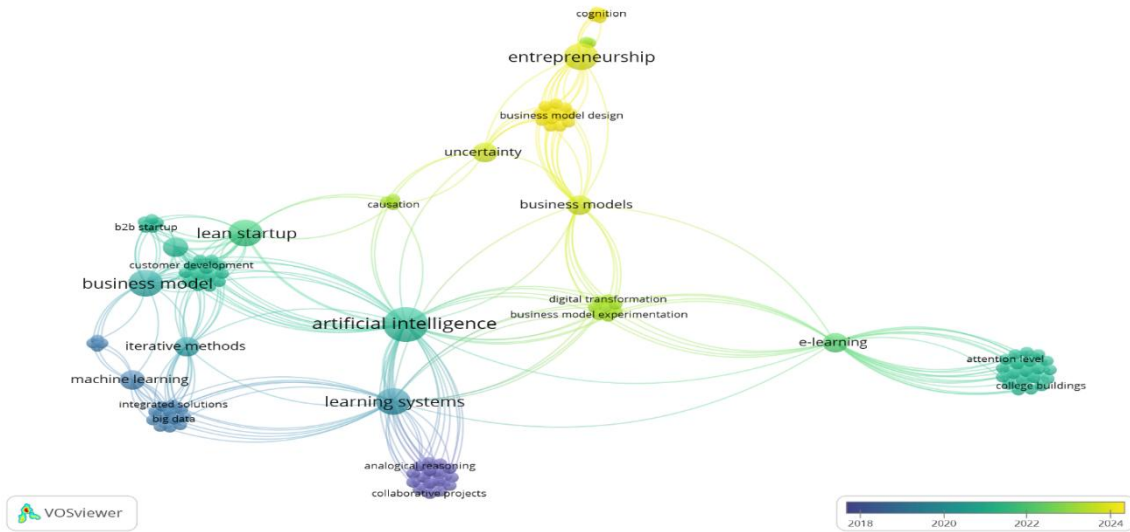 cognition
entrepreneurship
business model design
uncertainty
causation
business models
b2b startup
lean startup
customer development
business model
digital transformation
business model experimentation
artificial intelligence
e-learning
iterative methods
attention level
machine learning
college buildings
integrated solutions
learning systems
big data
analogical reasoning
collaborative projects
VOSviewer
2018 2020 2022 2024